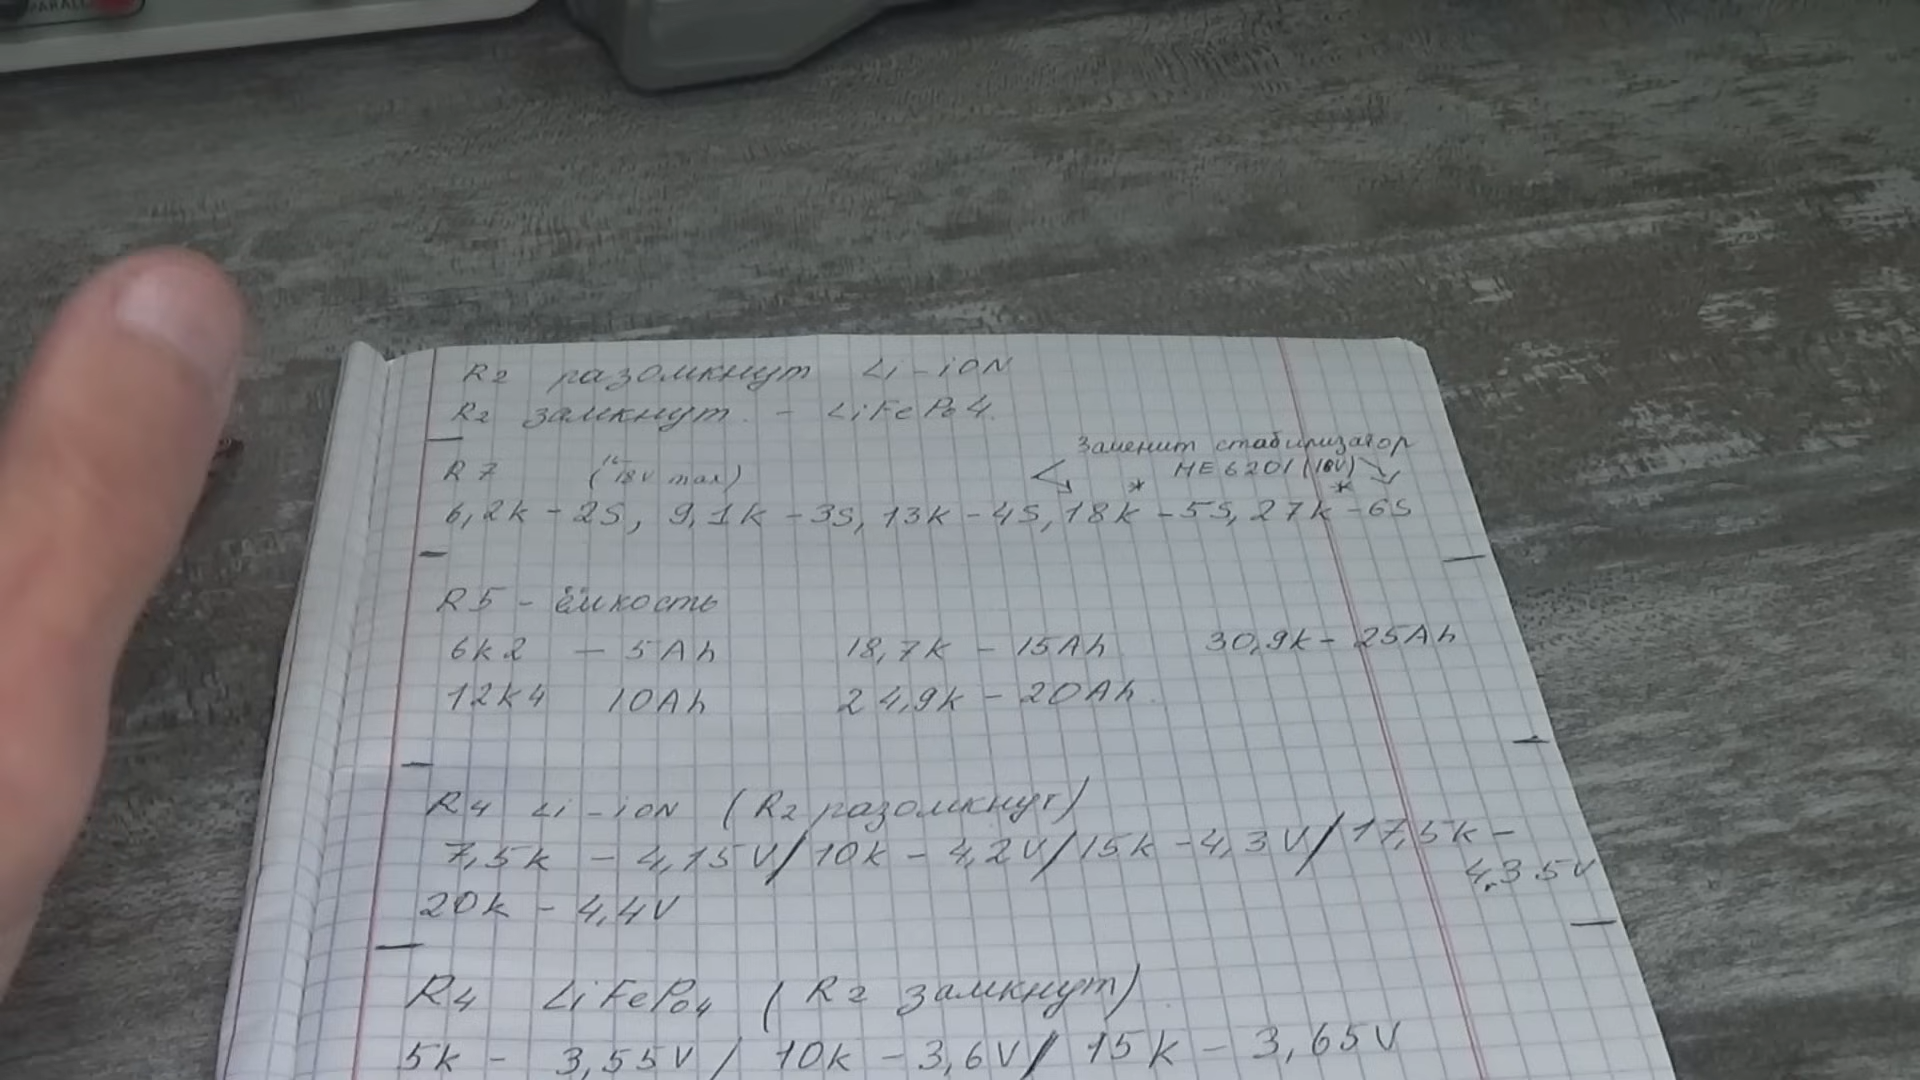 PARALL
R2 разомкнут Li-iON
R2 замкнут. - LiFePo4.
Заменит стабилизатор
HE6201 (18V)
R7 (18V max)
* *
6,2k - 2S, 9,1k - 3S, 13k - 4S, 18k - 5S, 27k - 6S
R5 - ёмкость
6k2 - 5Ah 18,7k - 15Ah 30,9k - 25Ah
12k4 10Ah 24,9k - 20Ah.
R4 Li-iON (R2 разомкнут)
7,5k - 4,15V/10k - 4,2V/15k - 4,3V/17,5k -
4,35V
20k - 4,4V
R4 LiFePo4 (R2 замкнут)
5k - 3,55V / 10k - 3,6V/ 15k - 3,65V